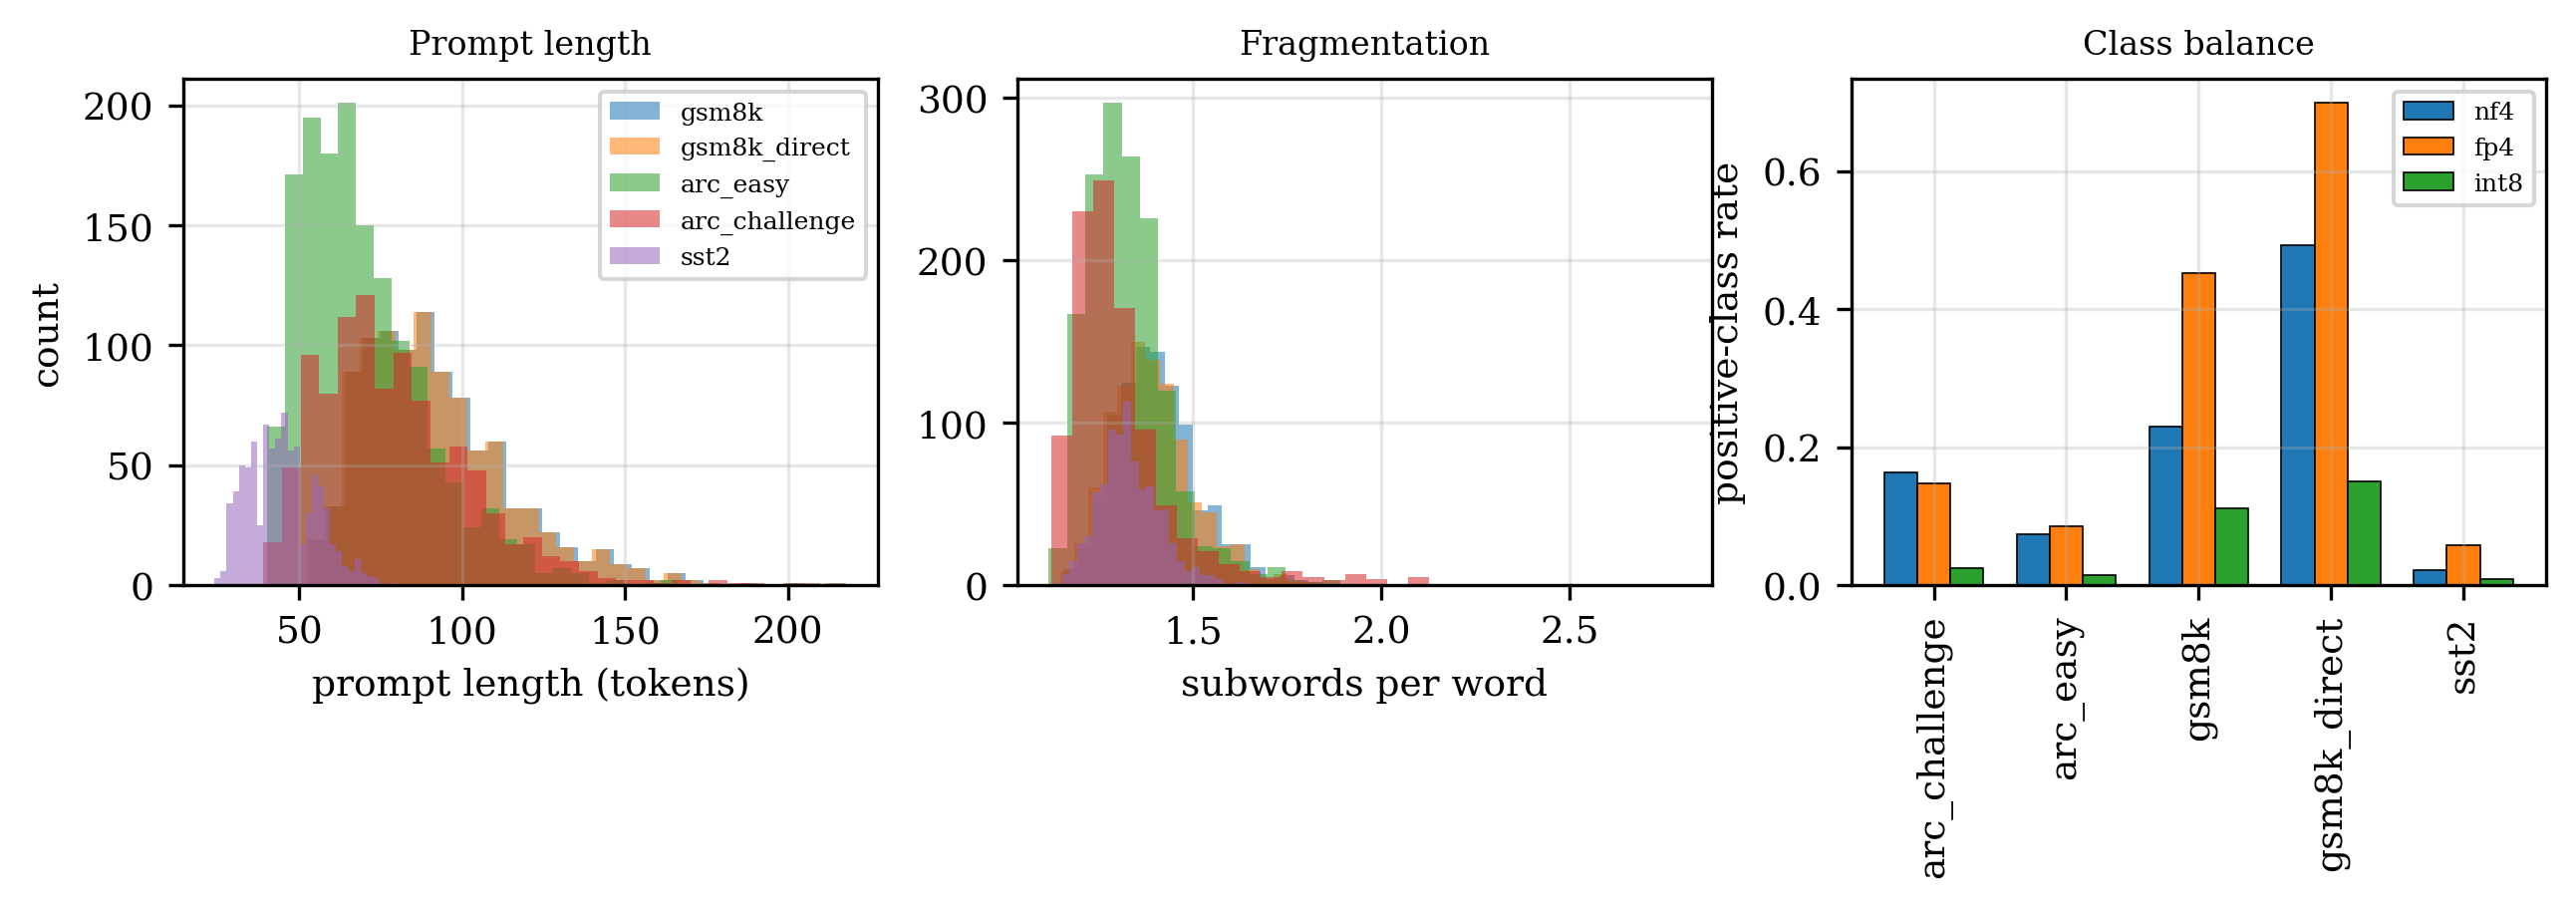 Prompt length
count
200
150
100
50
0
50 100 150 200
prompt length (tokens)
gsm8k
gsm8k_direct
arc_easy
arc_challenge
sst2
Fragmentation
300
200
100
0
1.5 2.0 2.5
subwords per word
Class balance
positive-class rate
0.6
0.4
0.2
0.0
nf4
fp4
int8
arc_challenge
arc_easy
gsm8k
gsm8k_direct
sst2